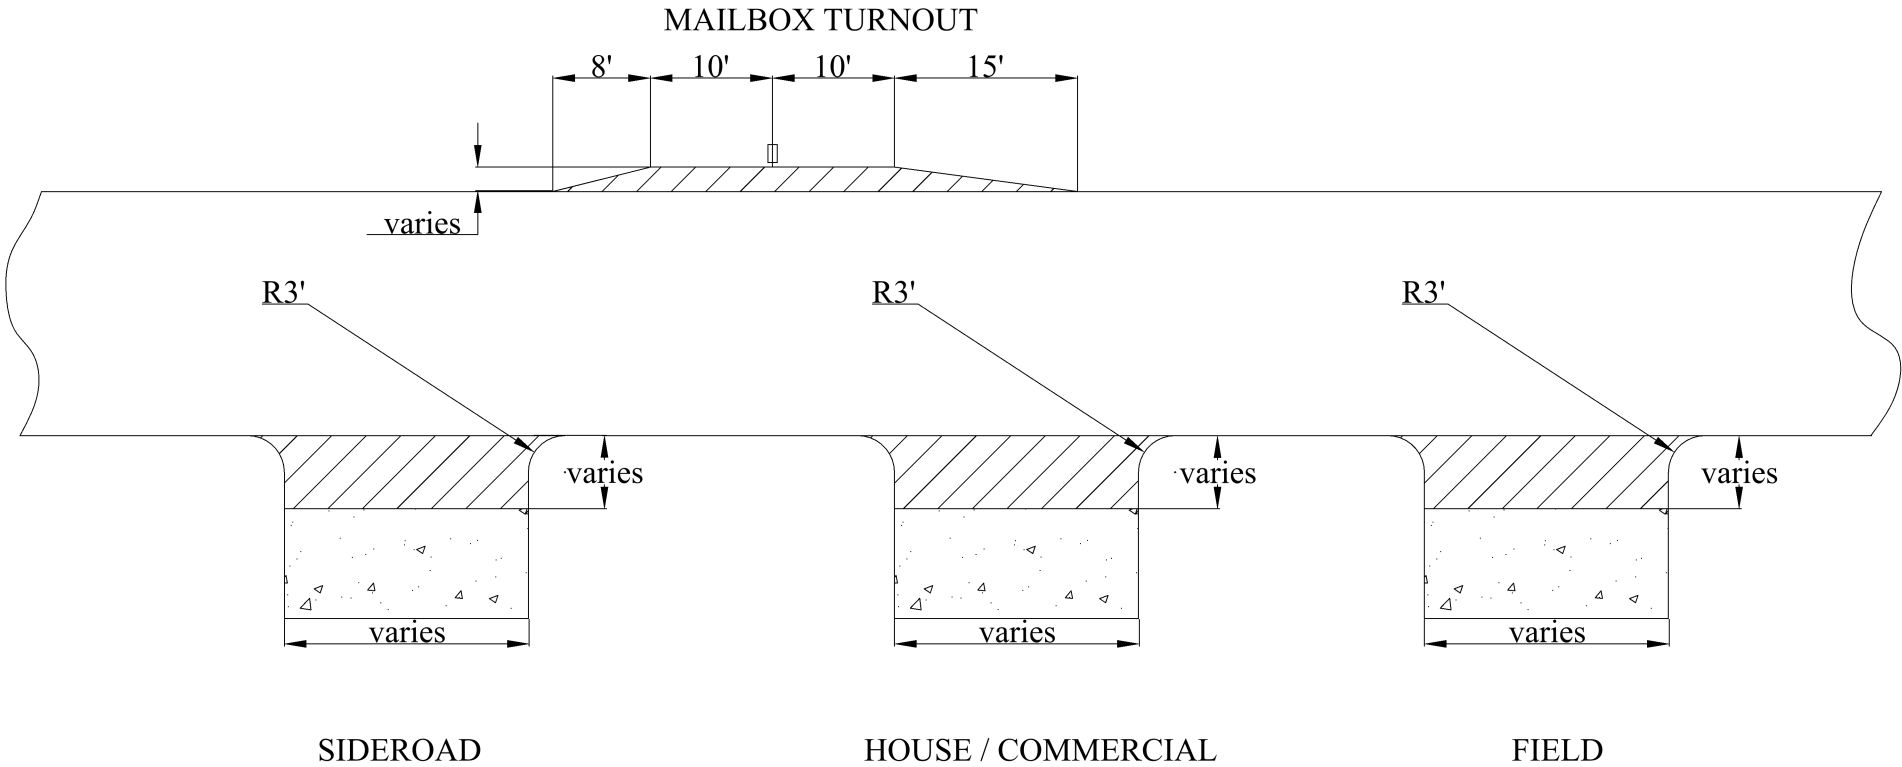 MAILBOX TURNOUT
8' 10' 10' 15'
varies
R3' R3' R3'
varies varies varies
varies varies varies
SIDEROAD HOUSE / COMMERCIAL FIELD